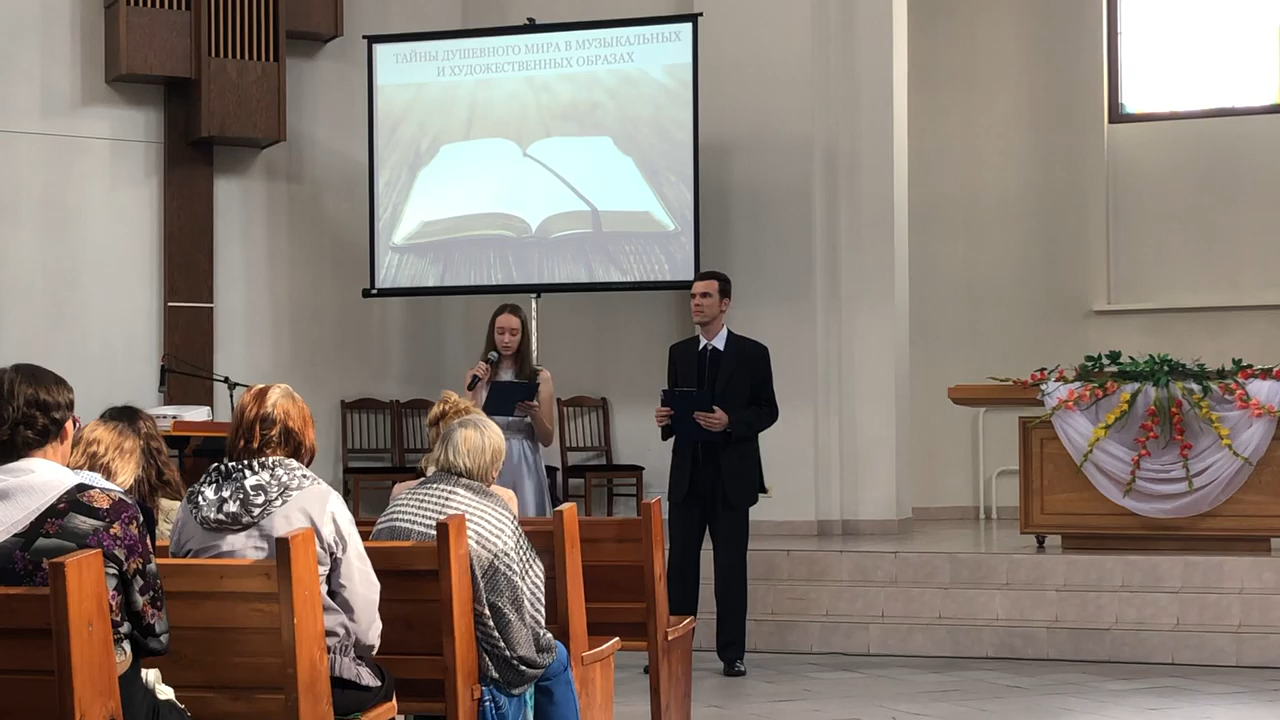 ТАЙНЫ ДУШЕВНОГО МИРА В МУЗЫКАЛЬНЫХ
И ХУДОЖЕСТВЕННЫХ ОБРАЗАХ